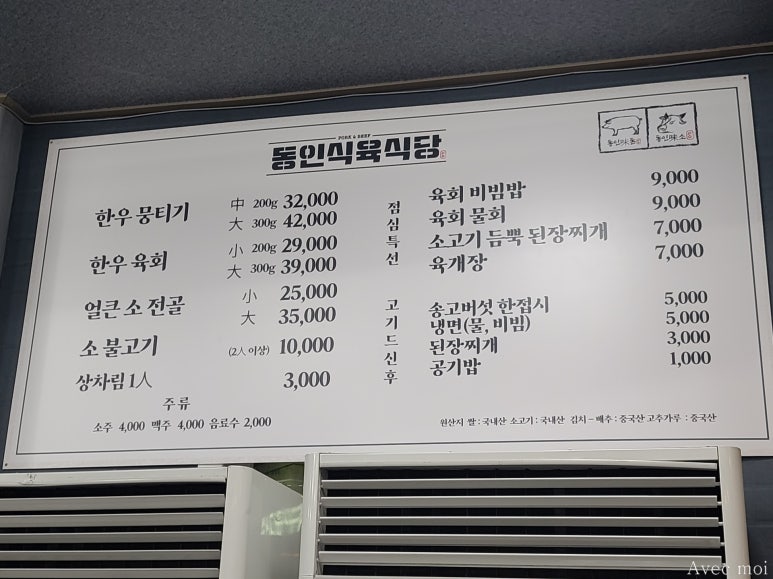 PORK & BEEF
동인식육식당
한우 뭉티기 中 200g 32,000
大 300g 42,000
한우 육회 小 200g 29,000
大 300g 39,000
얼큰 소 전골 小 25,000
大 35,000
소 불고기 (2人 이상) 10,000
상차림 1人 3,000
주류
소주 4,000 맥주 4,000 음료수 2,000
점심특선
육회 비빔밥 9,000
육회 물회 9,000
소고기 듬뿍 된장찌개 7,000
육개장 7,000
고기드신후
송고버섯 한접시 5,000
냉면(물, 비빔) 5,000
된장찌개 3,000
공기밥 1,000
원산지 쌀 : 국내산 소고기 : 국내산 김치 - 배추 : 중국산 고추가루 : 중국산
Avec moi